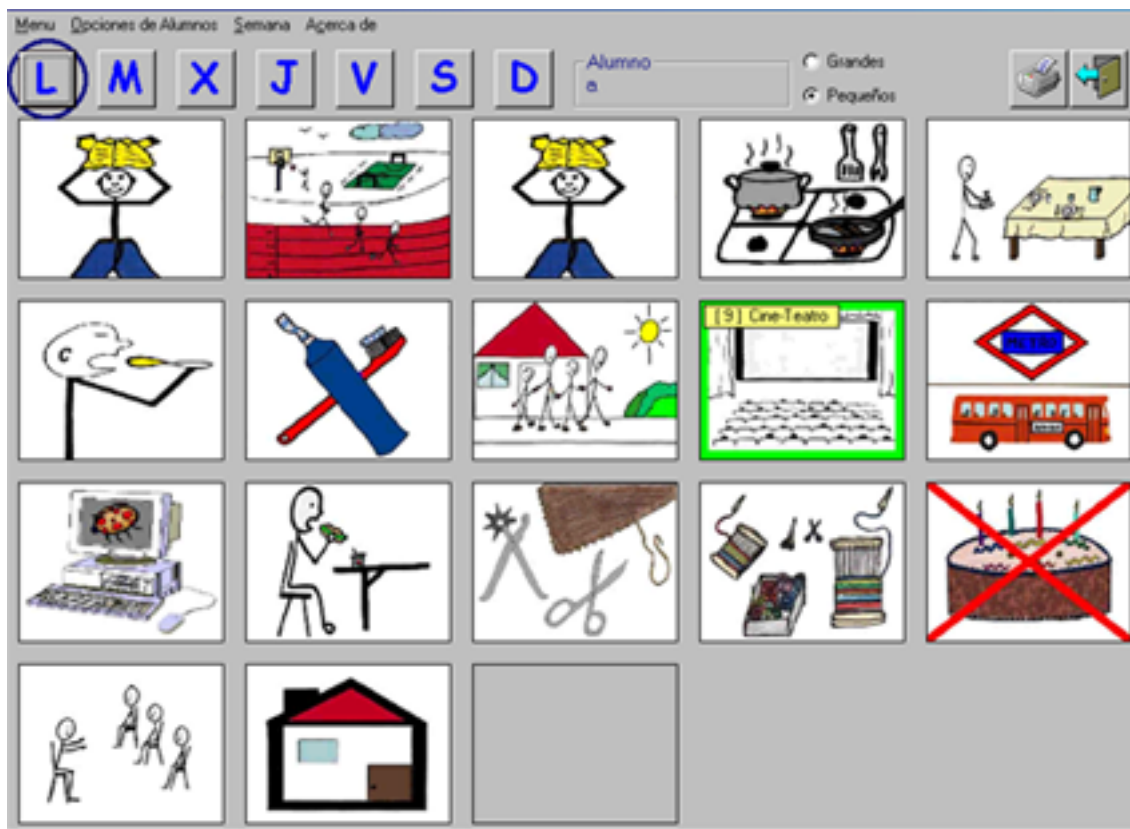 Menu Opciones de Alumnos Semana Acerca de
L M X J V S D
Alumno
a
Grandes
Pequeños
[9] Cine-Teatro
METRO